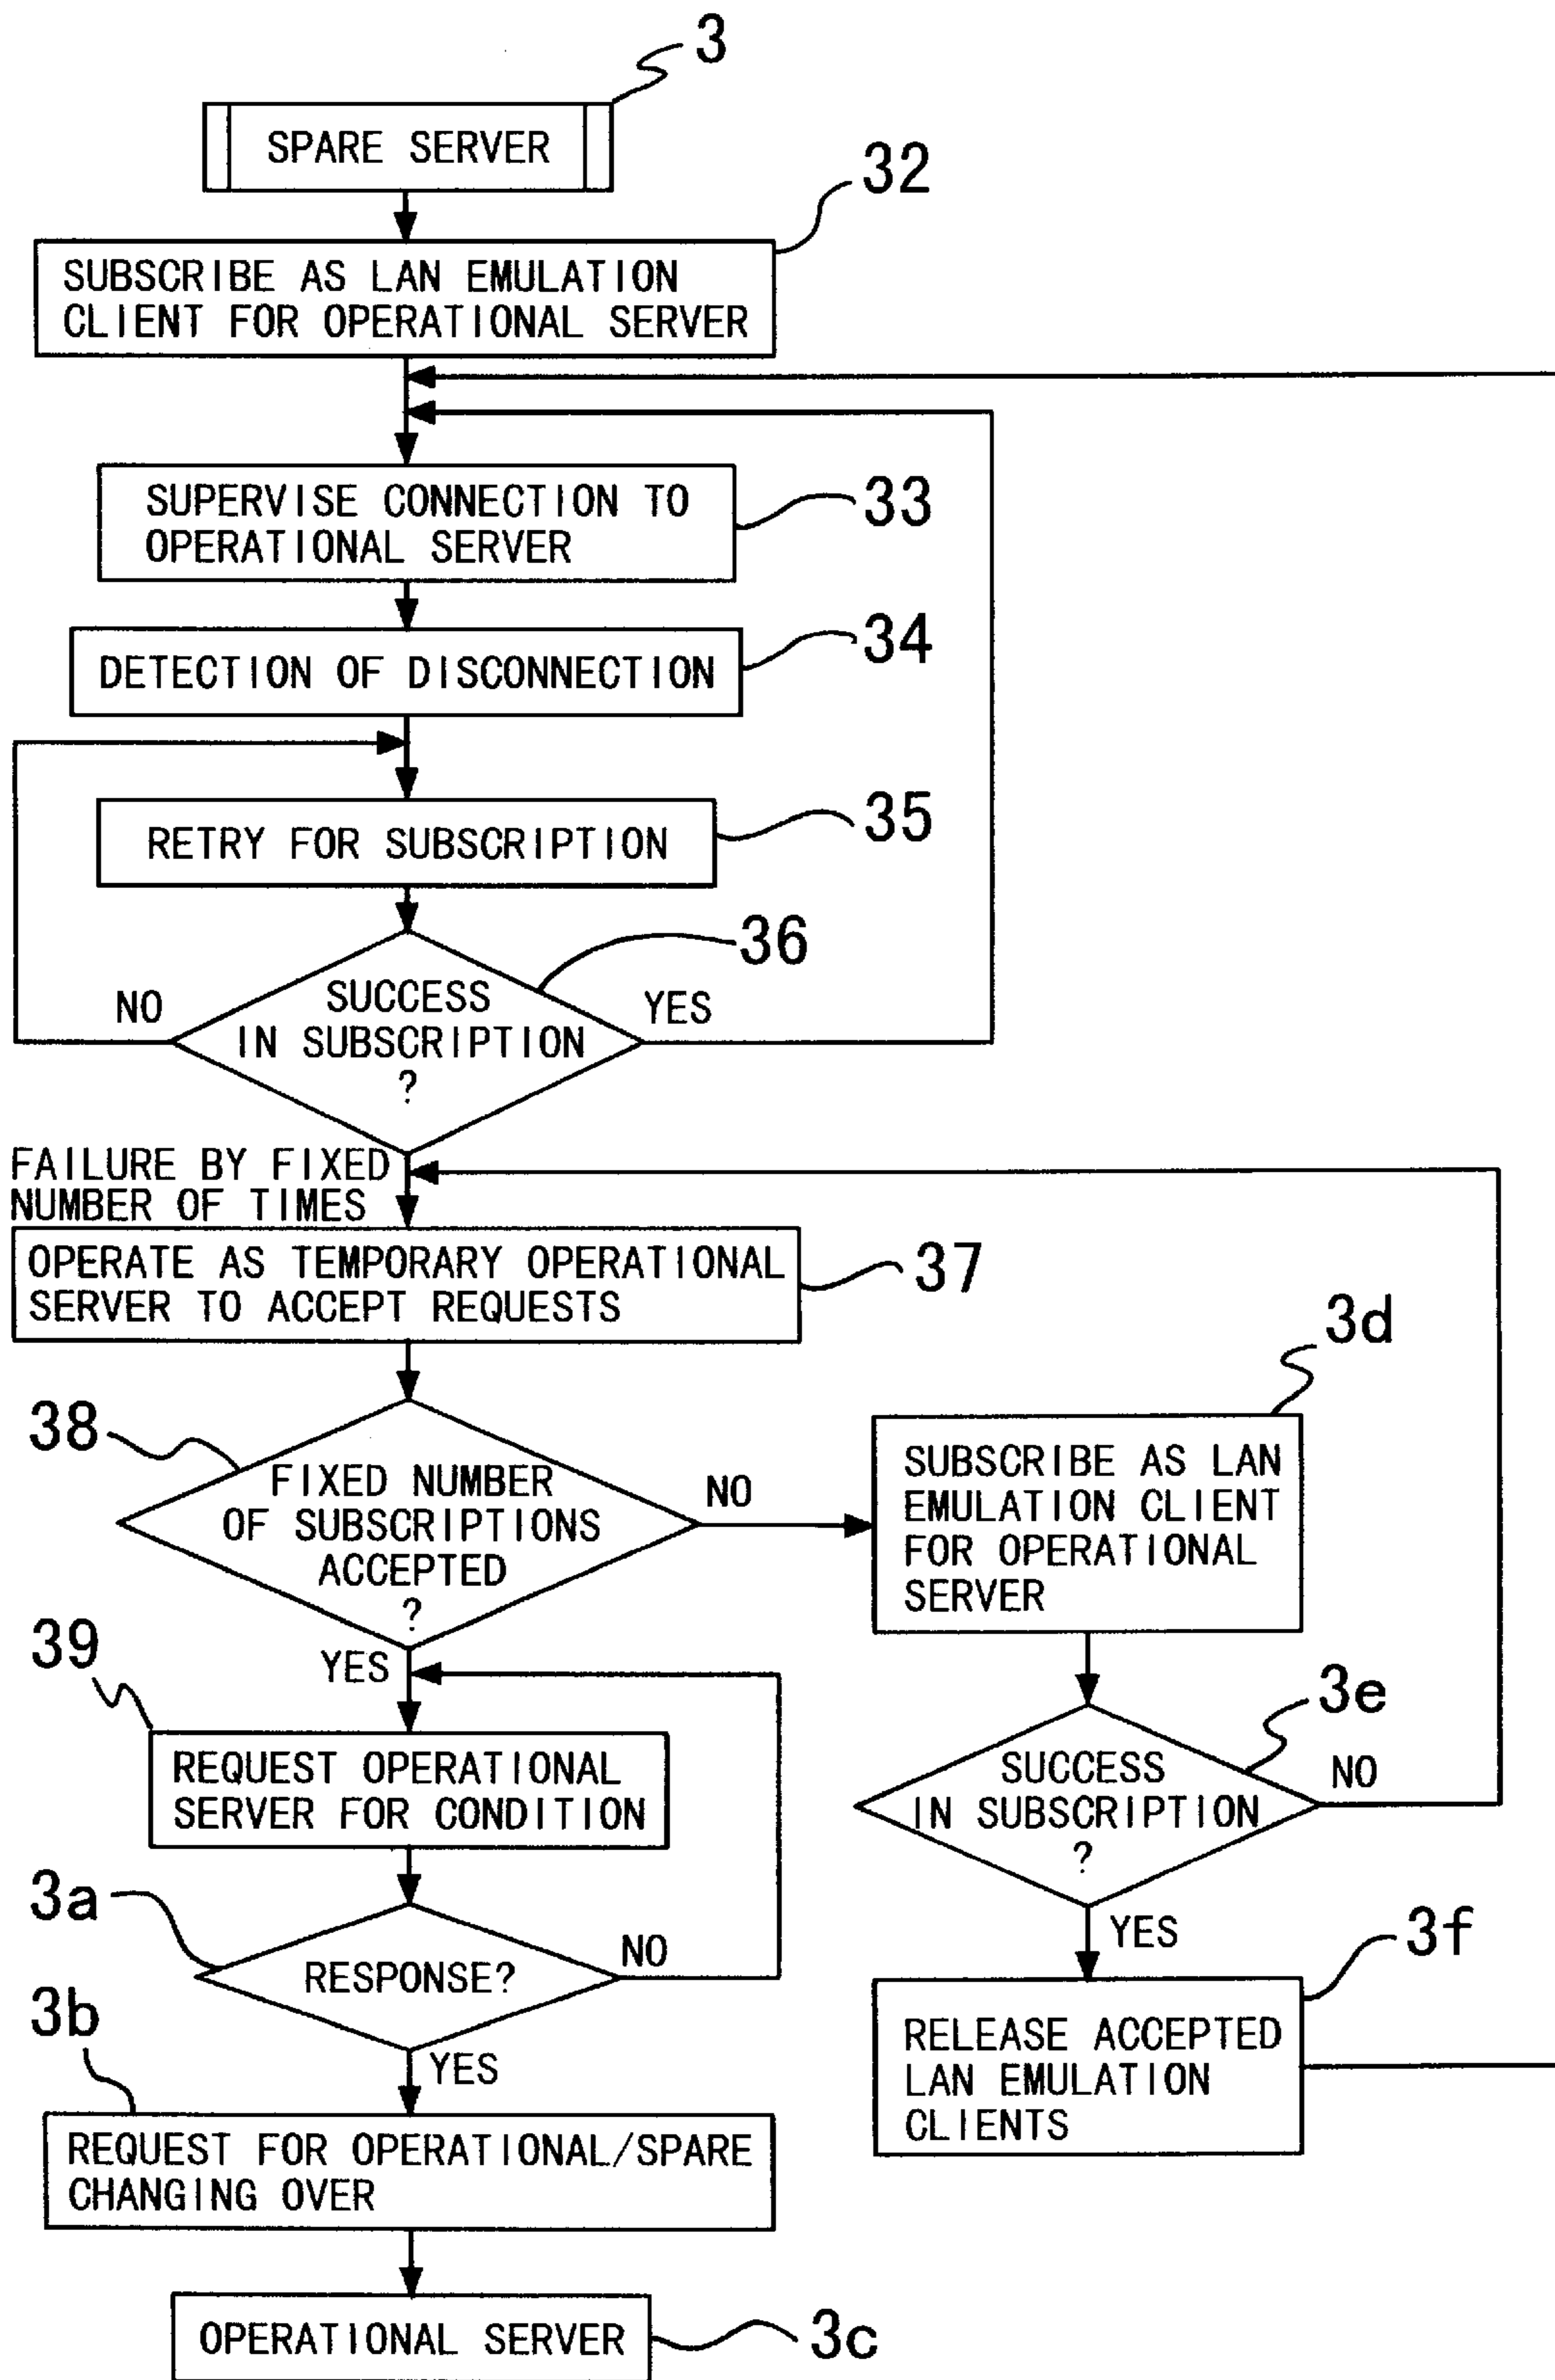 3
SPARE SERVER
32
SUBSCRIBE AS LAN EMULATION
CLIENT FOR OPERATIONAL SERVER
SUPERVISE CONNECTION TO
OPERATIONAL SERVER
33
DETECTION OF DISCONNECTION
34
RETRY FOR SUBSCRIPTION
35
36
SUCCESS
IN SUBSCRIPTION
?
NO
YES
FAILURE BY FIXED
NUMBER OF TIMES
OPERATE AS TEMPORARY OPERATIONAL
SERVER TO ACCEPT REQUESTS
37
38
FIXED NUMBER
OF SUBSCRIPTIONS
ACCEPTED
?
NO
YES
3d
SUBSCRIBE AS LAN
EMULATION CLIENT
FOR OPERATIONAL
SERVER
39
REQUEST OPERATIONAL
SERVER FOR CONDITION
3e
SUCCESS
IN SUBSCRIPTION
?
NO
YES
3a
RESPONSE?
NO
YES
3f
RELEASE ACCEPTED
LAN EMULATION
CLIENTS
3b
REQUEST FOR OPERATIONAL/SPARE
CHANGING OVER
OPERATIONAL SERVER
3c